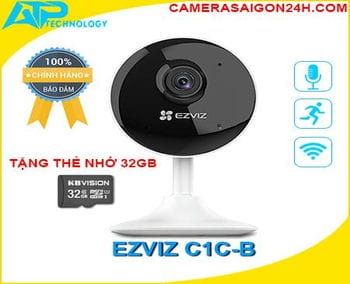 ATP
TECHNOLOGY
CAMERASAIGON24H.COM
100%
CHÍNH HÃNG
BẢO ĐẢM
EZVIZ
TẶNG THẺ NHỚ 32GB
KBVISION
32GB
EZVIZ C1C-B